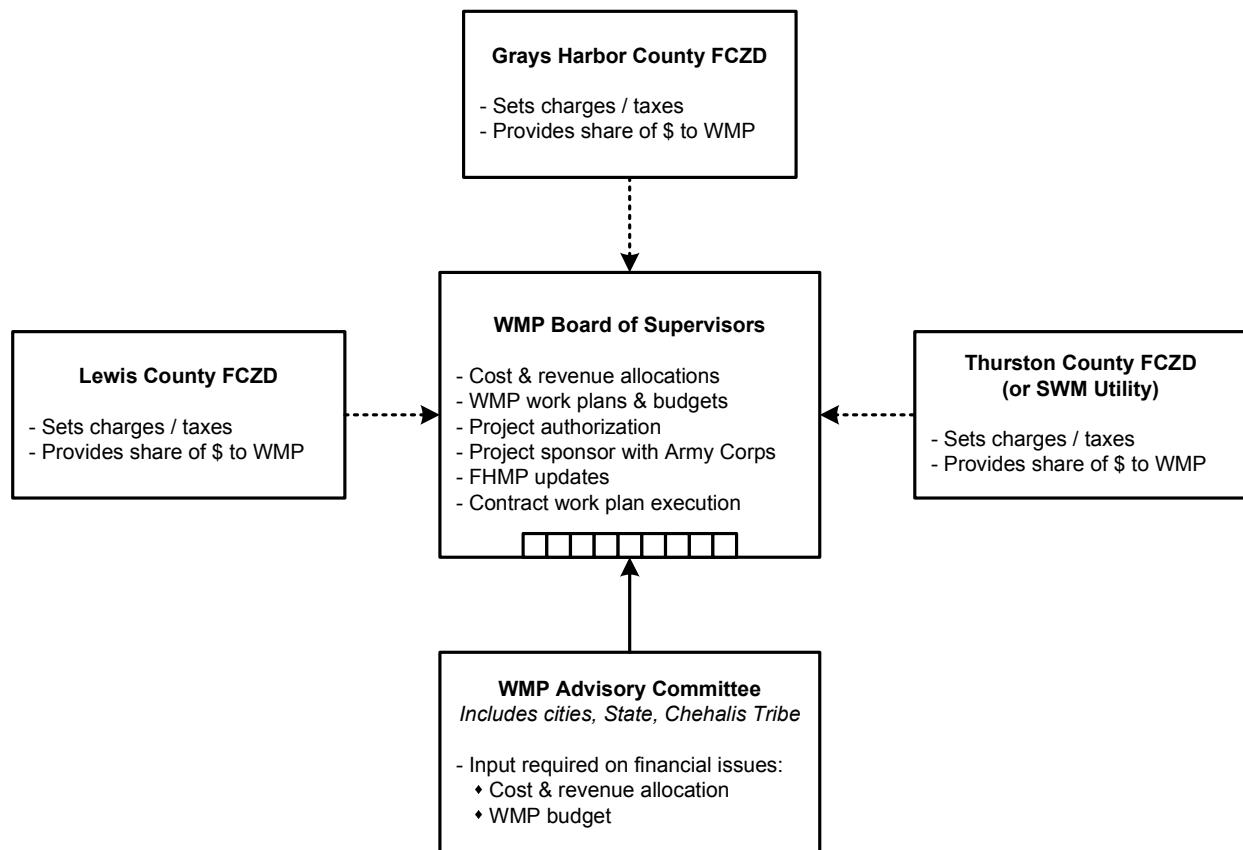 Grays Harbor County FCZD
- Sets charges / taxes
- Provides share of $ to WMP
WMP Board of Supervisors
- Cost & revenue allocations
- WMP work plans & budgets
- Project authorization
- Project sponsor with Army Corps
- FHMP updates
- Contract work plan execution
Lewis County FCZD
- Sets charges / taxes
- Provides share of $ to WMP
Thurston County FCZD
(or SWM Utility)
- Sets charges / taxes
- Provides share of $ to WMP
WMP Advisory Committee
Includes cities, State, Chehalis Tribe
- Input required on financial issues:
♦ Cost & revenue allocation
♦ WMP budget